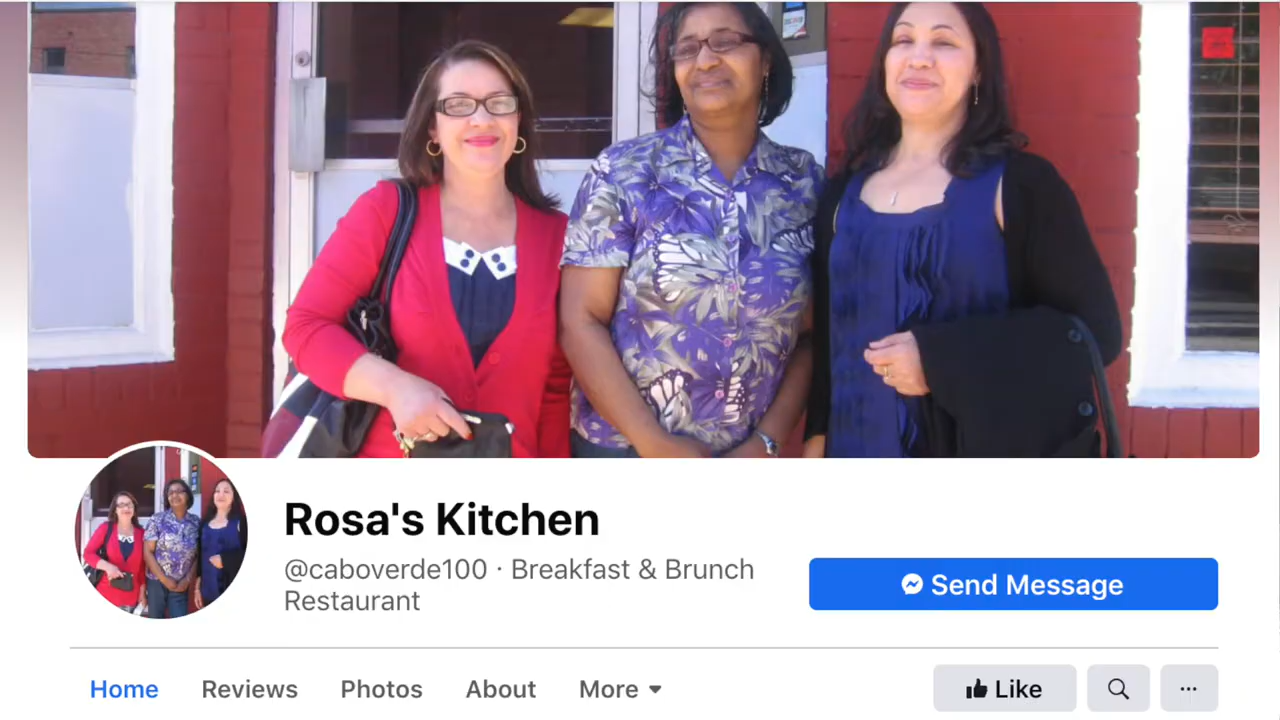 Rosa's Kitchen
@caboverde100 · Breakfast & Brunch
Restaurant
Send Message
Home Reviews Photos About More
Like